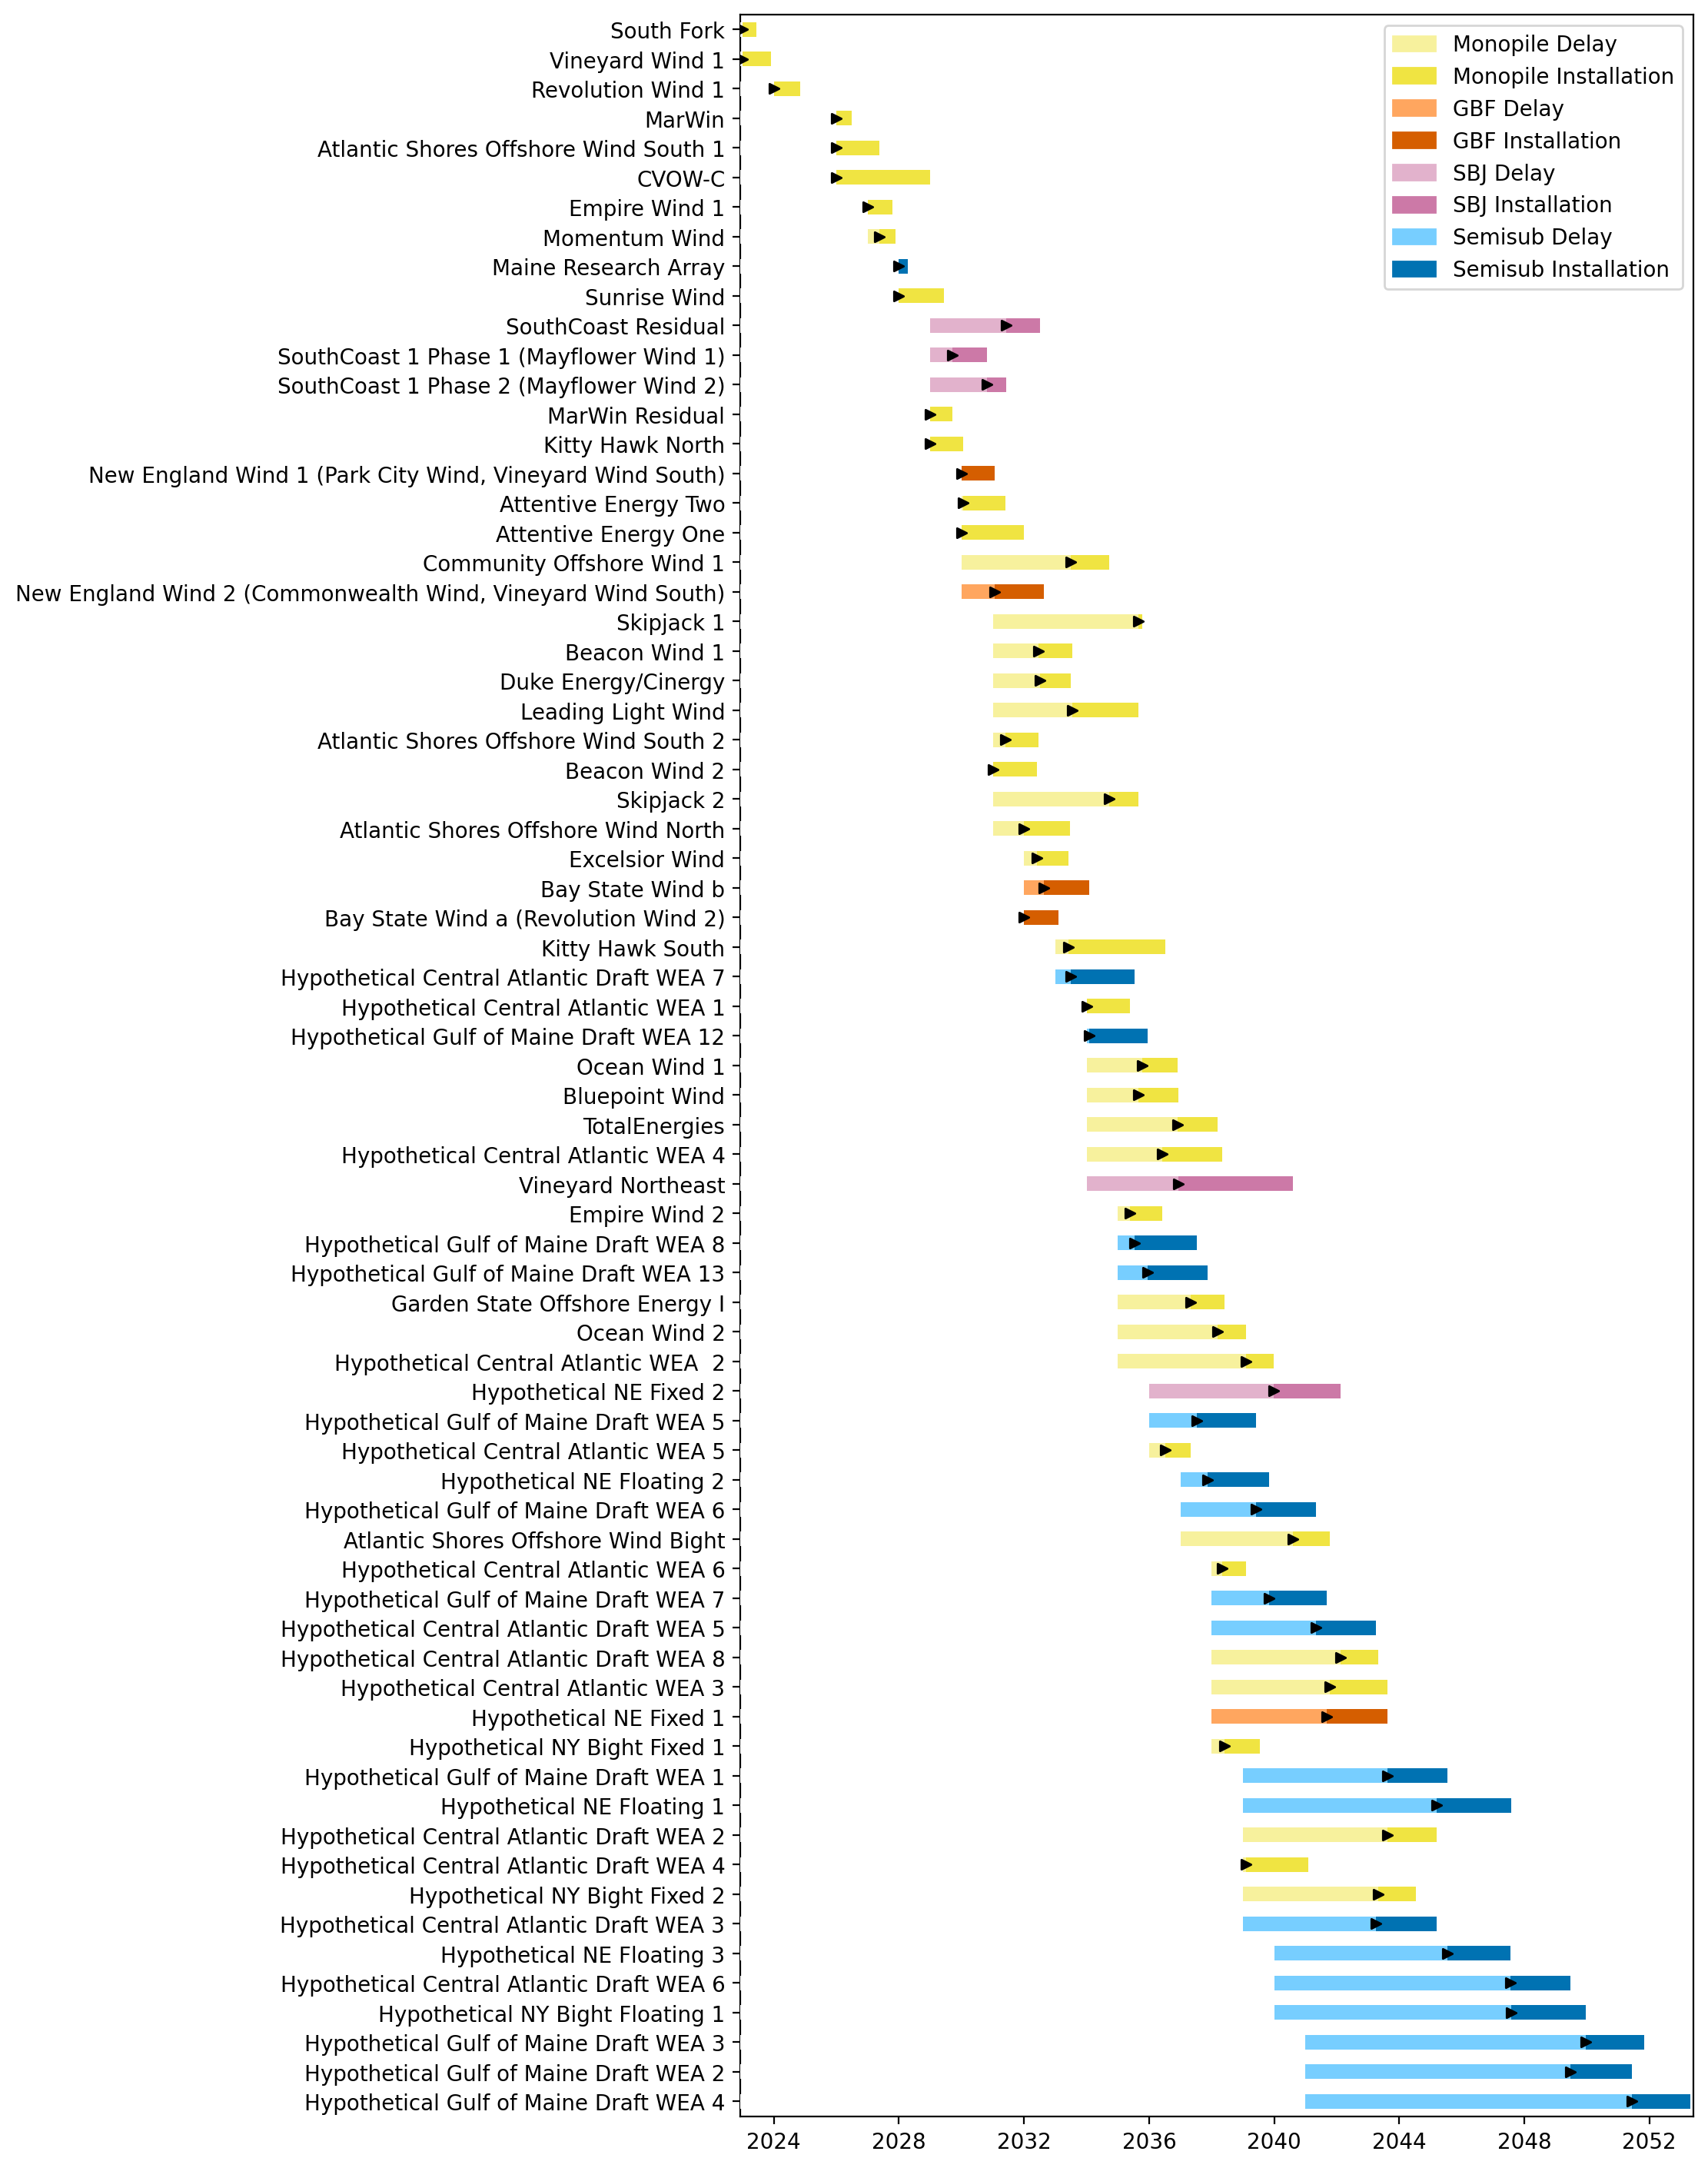 South Fork
Vineyard Wind 1
Revolution Wind 1
MarWin
Atlantic Shores Offshore Wind South 1
CVOW-C
Empire Wind 1
Momentum Wind
Maine Research Array
Sunrise Wind
SouthCoast Residual
SouthCoast 1 Phase 1 (Mayflower Wind 1)
SouthCoast 1 Phase 2 (Mayflower Wind 2)
MarWin Residual
Kitty Hawk North
New England Wind 1 (Park City Wind, Vineyard Wind South)
Attentive Energy Two
Attentive Energy One
Community Offshore Wind 1
New England Wind 2 (Commonwealth Wind, Vineyard Wind South)
Skipjack 1
Beacon Wind 1
Duke Energy/Cinergy
Leading Light Wind
Atlantic Shores Offshore Wind South 2
Beacon Wind 2
Skipjack 2
Atlantic Shores Offshore Wind North
Excelsior Wind
Bay State Wind b
Bay State Wind a (Revolution Wind 2)
Kitty Hawk South
Hypothetical Central Atlantic Draft WEA 7
Hypothetical Central Atlantic WEA 1
Hypothetical Gulf of Maine Draft WEA 12
Ocean Wind 1
Bluepoint Wind
TotalEnergies
Hypothetical Central Atlantic WEA 4
Vineyard Northeast
Empire Wind 2
Hypothetical Gulf of Maine Draft WEA 8
Hypothetical Gulf of Maine Draft WEA 13
Garden State Offshore Energy I
Ocean Wind 2
Hypothetical Central Atlantic WEA  2
Hypothetical NE Fixed 2
Hypothetical Gulf of Maine Draft WEA 5
Hypothetical Central Atlantic WEA 5
Hypothetical NE Floating 2
Hypothetical Gulf of Maine Draft WEA 6
Atlantic Shores Offshore Wind Bight
Hypothetical Central Atlantic WEA 6
Hypothetical Gulf of Maine Draft WEA 7
Hypothetical Central Atlantic Draft WEA 5
Hypothetical Central Atlantic Draft WEA 8
Hypothetical Central Atlantic WEA 3
Hypothetical NE Fixed 1
Hypothetical NY Bight Fixed 1
Hypothetical Gulf of Maine Draft WEA 1
Hypothetical NE Floating 1
Hypothetical Central Atlantic Draft WEA 2
Hypothetical Central Atlantic Draft WEA 4
Hypothetical NY Bight Fixed 2
Hypothetical Central Atlantic Draft WEA 3
Hypothetical NE Floating 3
Hypothetical Central Atlantic Draft WEA 6
Hypothetical NY Bight Floating 1
Hypothetical Gulf of Maine Draft WEA 3
Hypothetical Gulf of Maine Draft WEA 2
Hypothetical Gulf of Maine Draft WEA 4
2024 2028 2032 2036 2040 2044 2048 2052
Monopile Delay
Monopile Installation
GBF Delay
GBF Installation
SBJ Delay
SBJ Installation
Semisub Delay
Semisub Installation